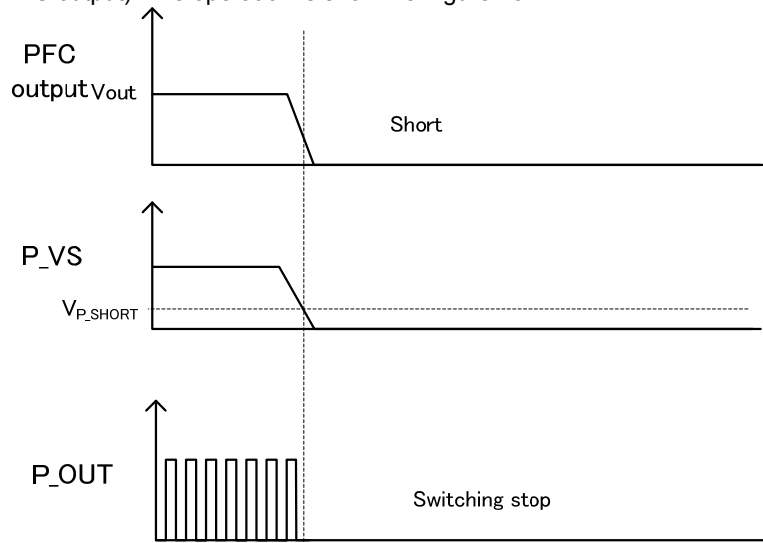 PFC
output Vout
Short
P_VS
VP_SHORT
P_OUT
Switching stop